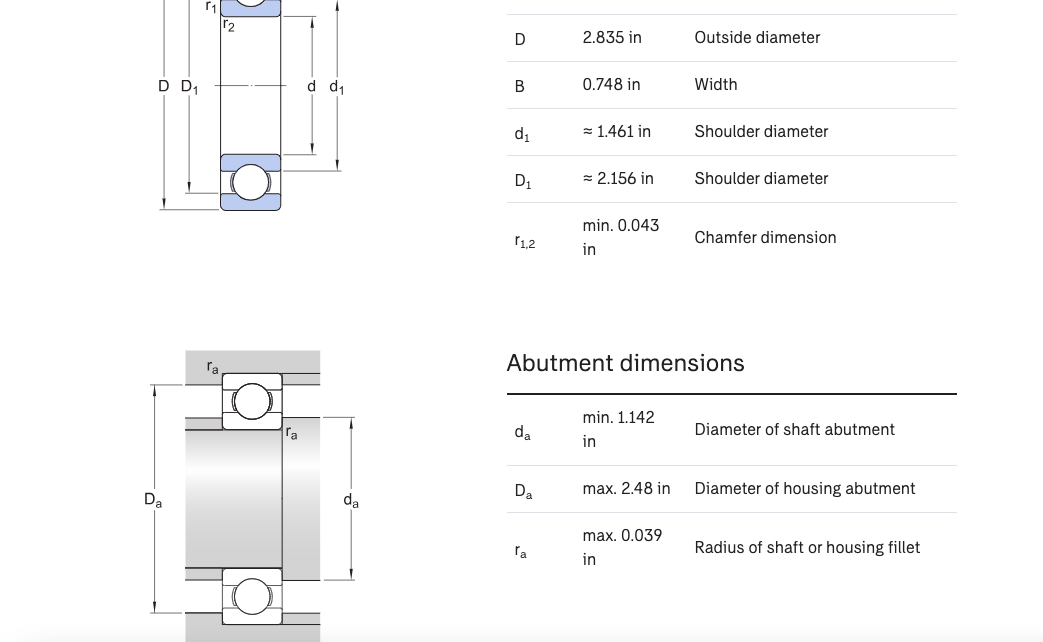 r1
r2
D D1 d d1
D 2.835 in Outside diameter
B 0.748 in Width
d1 ≈ 1.461 in Shoulder diameter
D1 ≈ 2.156 in Shoulder diameter
r1,2 min. 0.043 in Chamfer dimension
ra
ra
Da da
Abutment dimensions
da min. 1.142 in Diameter of shaft abutment
Da max. 2.48 in Diameter of housing abutment
ra max. 0.039 in Radius of shaft or housing fillet